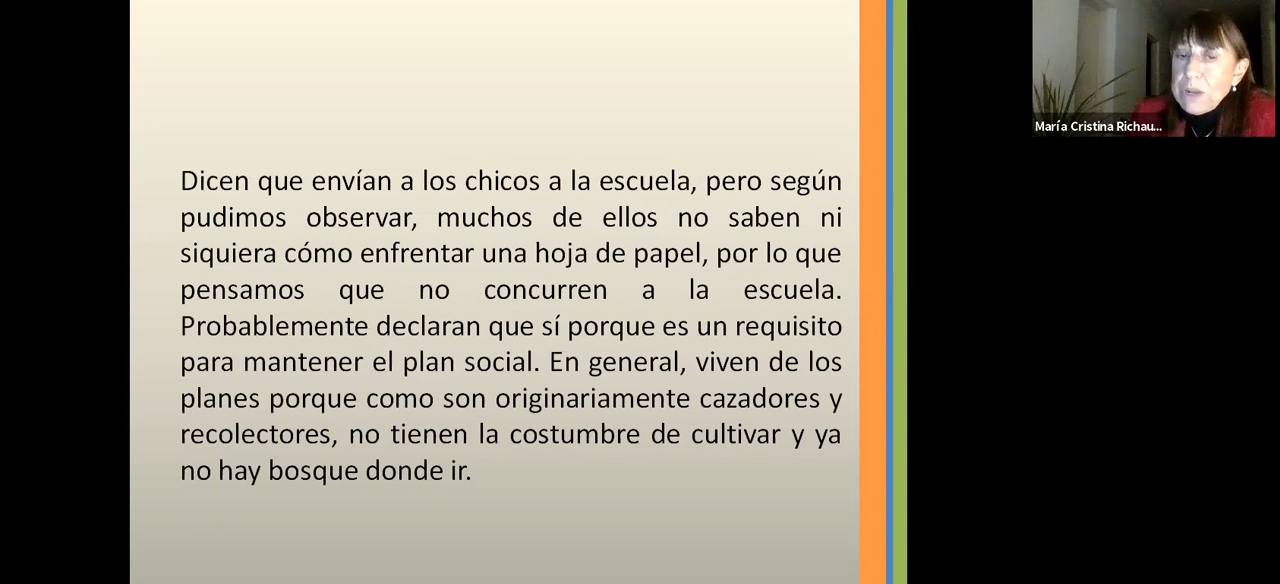 Dicen que envían a los chicos a la escuela, pero según
pudimos observar, muchos de ellos no saben ni
siquiera cómo enfrentar una hoja de papel, por lo que
pensamos que no concurren a la escuela.
Probablemente declaran que sí porque es un requisito
para mantener el plan social. En general, viven de los
planes porque como son originariamente cazadores y
recolectores, no tienen la costumbre de cultivar y ya
no hay bosque donde ir.
María Cristina Richau...